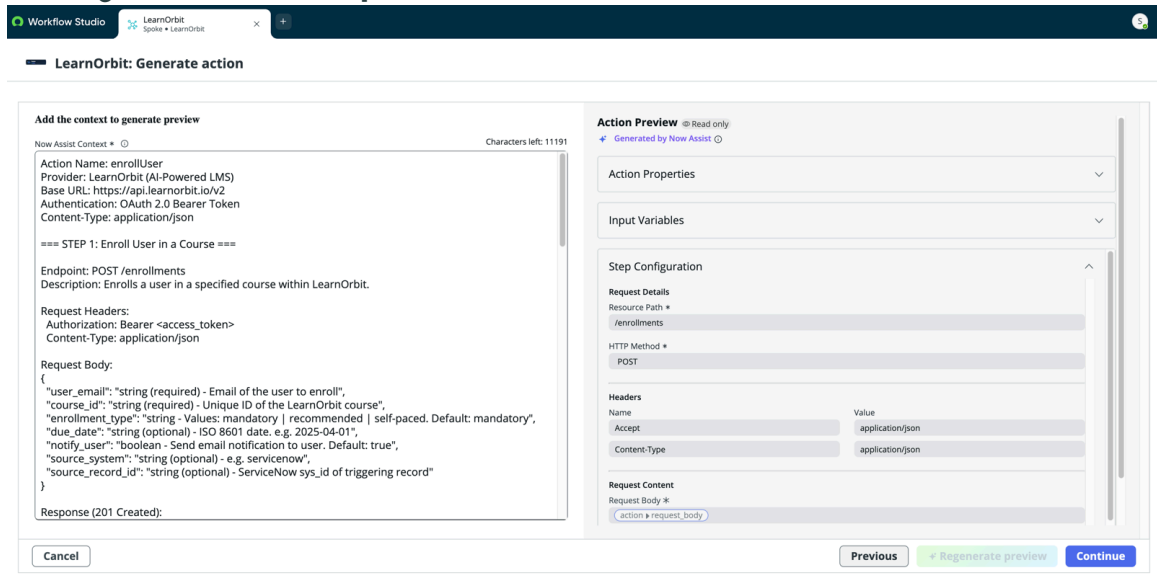 Workflow Studio
LearnOrbit
Spoke • LearnOrbit
S
LearnOrbit: Generate action
Add the context to generate preview
Now Assist Context *
Characters left: 11191
Action Name: enrollUser
Provider: LearnOrbit (AI-Powered LMS)
Base URL: https://api.learnorbit.io/v2
Authentication: OAuth 2.0 Bearer Token
Content-Type: application/json
=== STEP 1: Enroll User in a Course ===
Endpoint: POST /enrollments
Description: Enrolls a user in a specified course within LearnOrbit.
Request Headers:
Authorization: Bearer <access_token>
Content-Type: application/json
Request Body:
{
"user_email": "string (required) - Email of the user to enroll",
"course_id": "string (required) - Unique ID of the LearnOrbit course",
"enrollment_type": "string - Values: mandatory | recommended | self-paced. Default: mandatory",
"due_date": "string (optional) - ISO 8601 date. e.g. 2025-04-01",
"notify_user": "boolean - Send email notification to user. Default: true",
"source_system": "string (optional) - e.g. servicenow",
"source_record_id": "string (optional) - ServiceNow sys_id of triggering record"
}
Response (201 Created):
Action Preview Read only
Generated by Now Assist
Action Properties
Input Variables
Step Configuration
Request Details
Resource Path *
/enrollments
HTTP Method *
POST
Headers
Name Value
Accept application/json
Content-Type application/json
Request Content
Request Body *
action ▸ request_body
Cancel
Previous
Regenerate preview
Continue